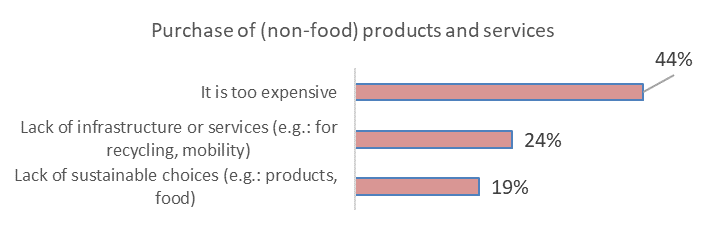 Purchase of (non-food) products and services
44%
It is too expensive
Lack of infrastructure or services (e.g.: for
recycling, mobility)
24%
Lack of sustainable choices (e.g.: products,
food)
19%